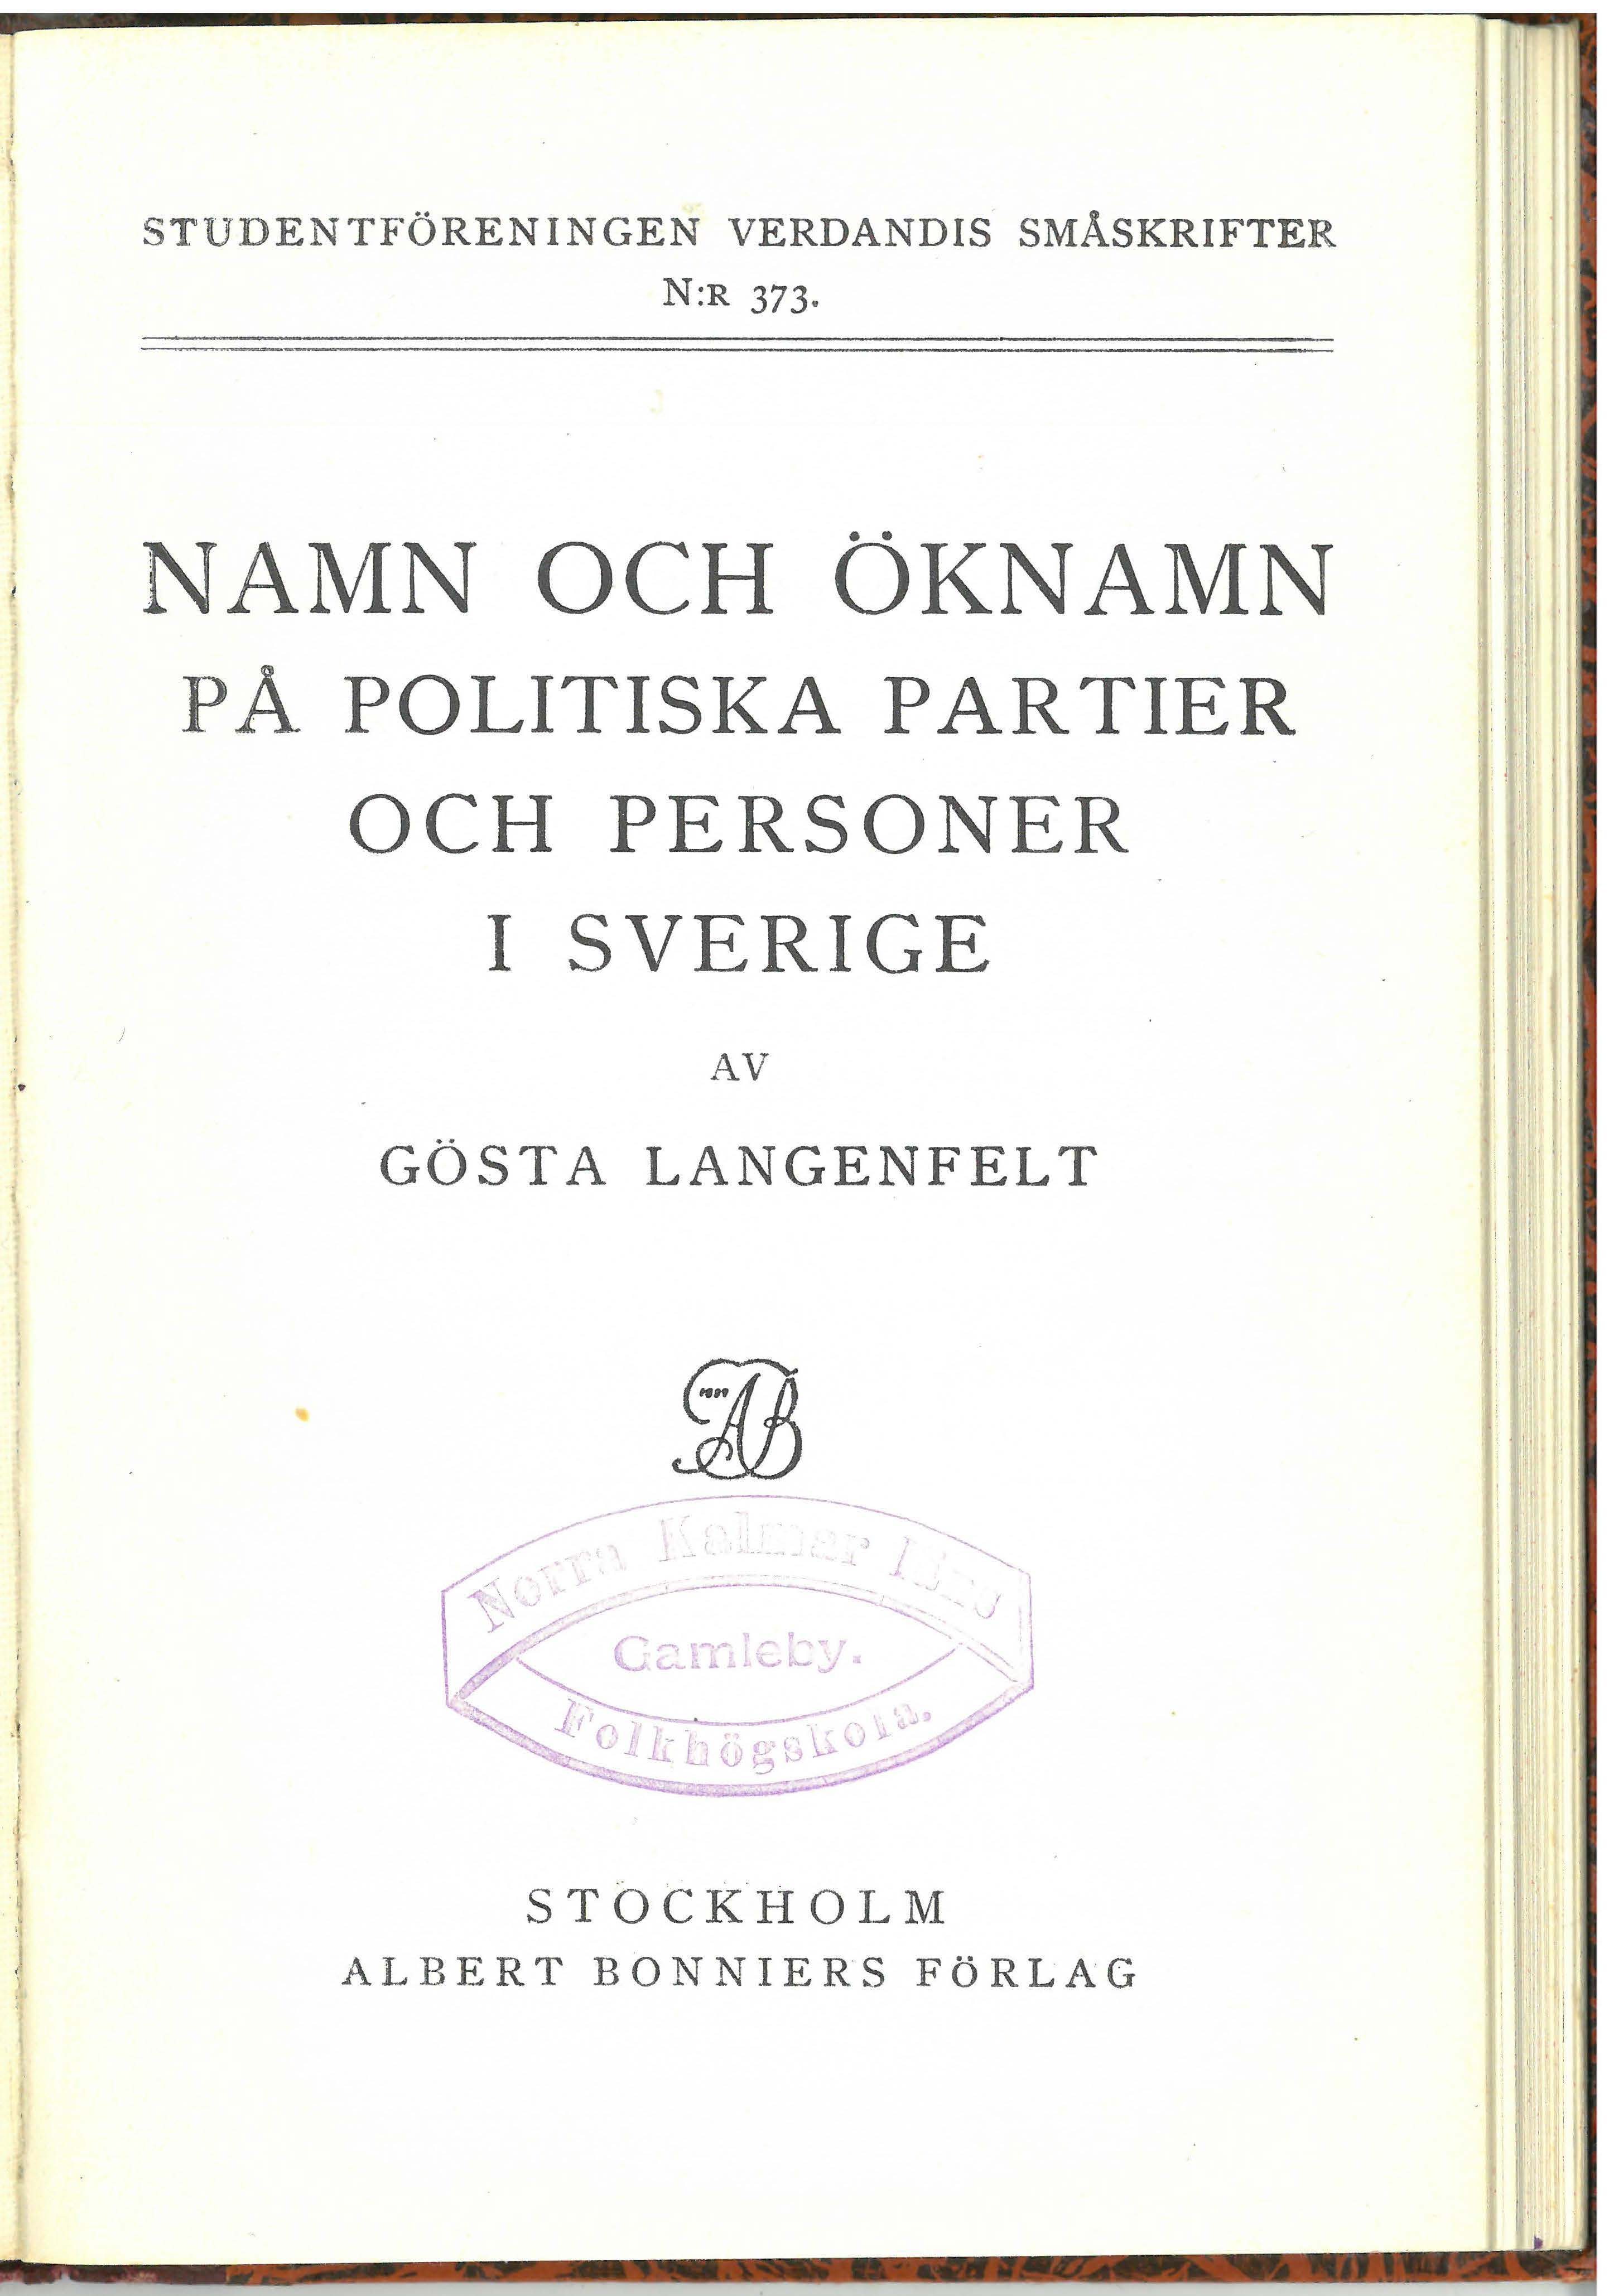 STUDENTFÖRENINGEN VERDANDIS SMÅSKRIFTER
N:R 373.
NAMN OCH ÖKNAMN
PÅ POLITISKA PARTIER
OCH PERSONER
I SVERIGE
AV
GÖSTA LANGENFELT
AB
Norra Kalmar läns
Gamleby.
Folkhögskola.
STOCKHOLM
ALBERT BONNIERS FÖRLAG